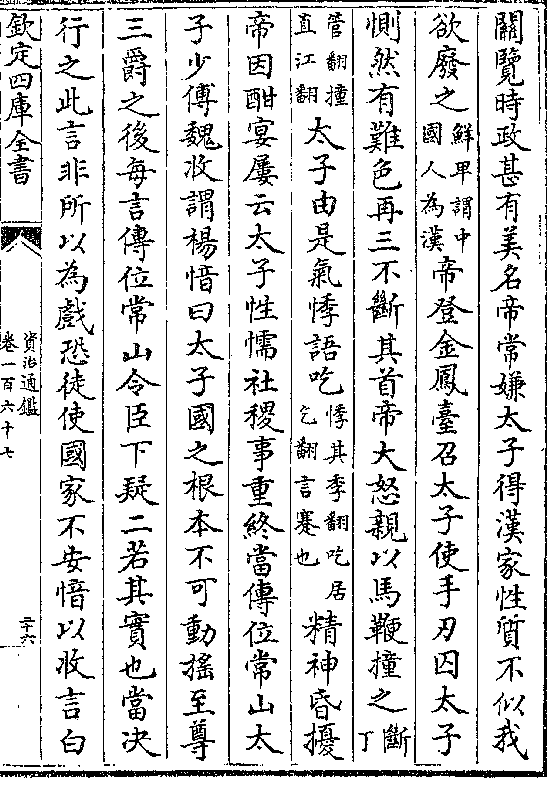 關覽時政甚有美名帝常嫌太子得漢家性質不似我
欲廢之鮮卑謂中國人為漢帝登金鳳臺召太子使手刃囚太子
惻然有難色再三不斷其首帝大怒親以馬鞭撞之斷丁
管翻撞直江翻太子由是氣悸語吃悸其季翻吃居乞翻言蹇也精神昏擾
帝因酣宴屢云太子性懦社稷事重終當傳位常山太
子少傅魏收謂楊愔曰太子國之根本不可動搖至尊
三爵之後每言傳位常山令臣下疑二若其實也當决
行之此言非所以為戲恐徒使國家不安愔以收言白
欽定四庫全書
資治通鑑
卷一百六十七
二十六